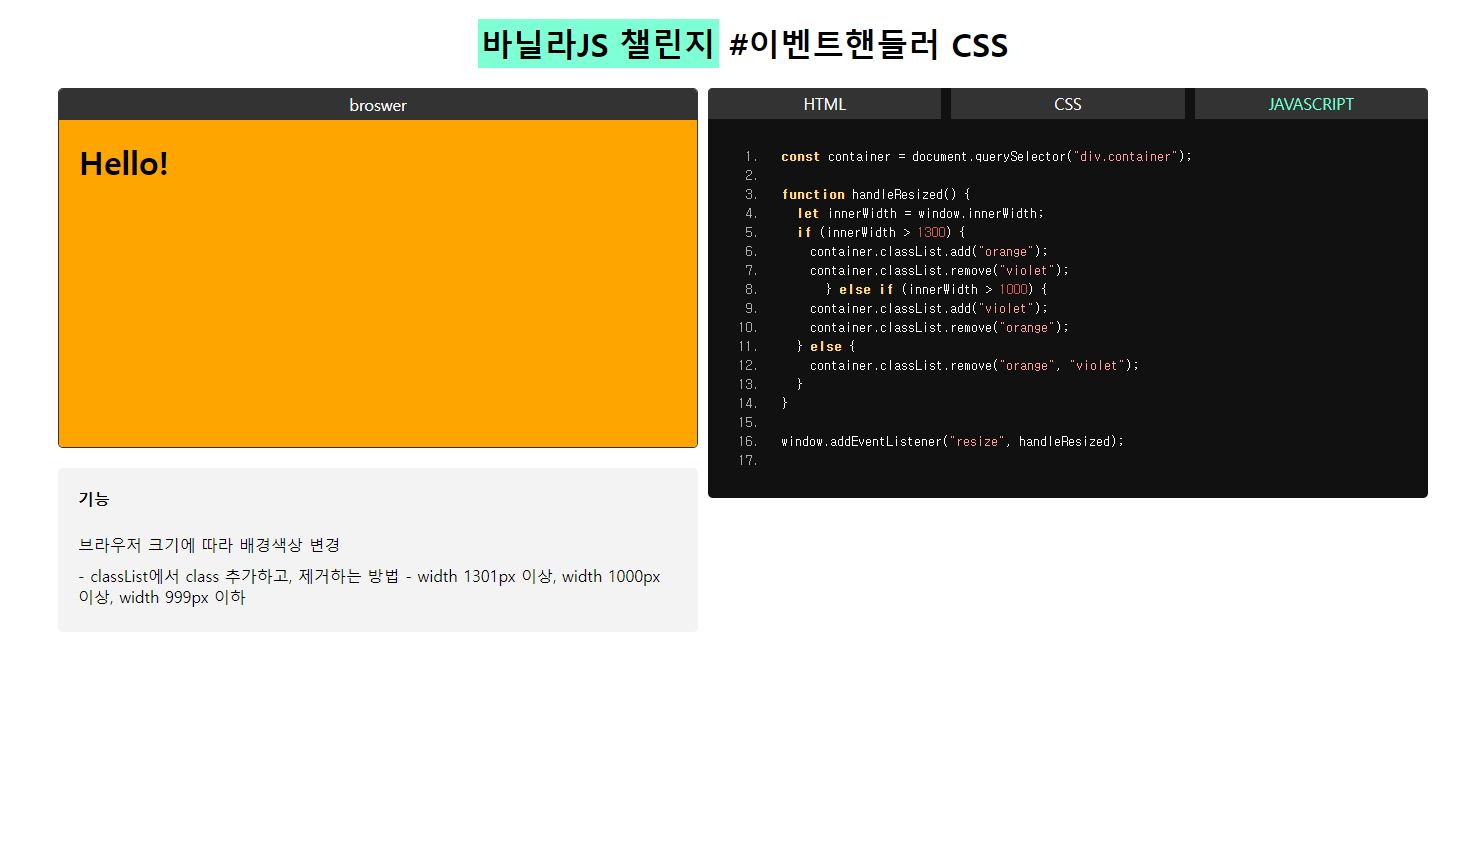 바닐라JS 챌린지 #이벤트핸들러 CSS
broswer
Hello!
기능
브라우저 크기에 따라 배경색상 변경
- classList에서 class 추가하고, 제거하는 방법 - width 1301px 이상, width 1000px
이상, width 999px 이하
HTML CSS JAVASCRIPT
1. const container = document.querySelector("div.container");
2.
3. function handleResized() {
4. let innerWidth = window.innerWidth;
5. if (innerWidth > 1300) {
6. container.classList.add("orange");
7. container.classList.remove("violet");
8. } else if (innerWidth > 1000) {
9. container.classList.add("violet");
10. container.classList.remove("orange");
11. } else {
12. container.classList.remove("orange", "violet");
13. }
14. }
15.
16. window.addEventListener("resize", handleResized);
17.